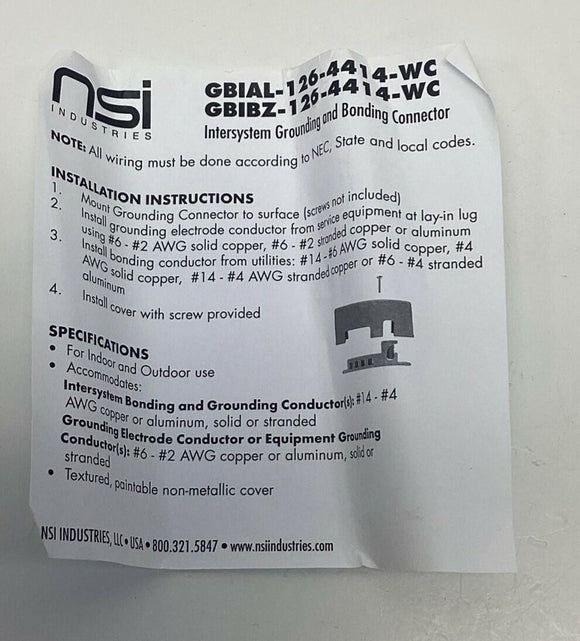 nsi
INDUSTRIES
GBIAL-126-4414-WC
GBIBZ-126-4414-WC
Intersystem Grounding and Bonding Connector
NOTE: All wiring must be done according to NEC, State and local codes.
INSTALLATION INSTRUCTIONS
1. Mount Grounding Connector to surface (screws not included)
2. Install grounding electrode conductor from service equipment at lay-in lug
using #6 - #2 AWG solid copper, #6 - #2 stranded copper or aluminum
3. Install bonding conductor from utilities: #14 - #6 AWG solid copper, #4
AWG solid copper, #14 - #4 AWG stranded copper or #6 - #4 stranded
aluminum
4. Install cover with screw provided
SPECIFICATIONS
• For Indoor and Outdoor use
• Accommodates:
Intersystem Bonding and Grounding Conductor(s): #14 - #4
AWG copper or aluminum, solid or stranded
Grounding Electrode Conductor or Equipment Grounding
Conductor(s): #6 - #2 AWG copper or aluminum, solid or
stranded
• Textured, paintable non-metallic cover
NSI INDUSTRIES, LLC • USA • 800.321.5847 • www.nsiindustries.com